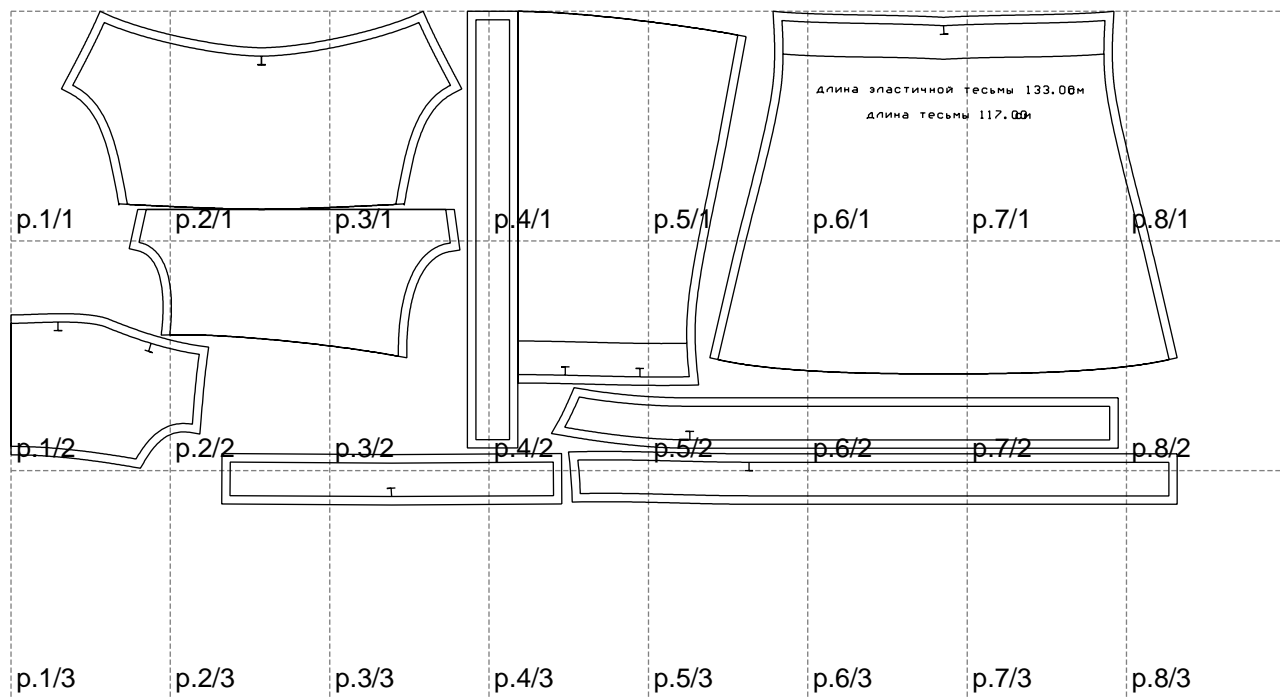 длина эластичной тесьмы 133.00м
длина тесьмы 117.00м
p.1/1 p.2/1 p.3/1 p.4/1 p.5/1 p.6/1 p.7/1 p.8/1
p.1/2 p.2/2 p.3/2 p.4/2 p.5/2 p.6/2 p.7/2 p.8/2
p.1/3 p.2/3 p.3/3 p.4/3 p.5/3 p.6/3 p.7/3 p.8/3